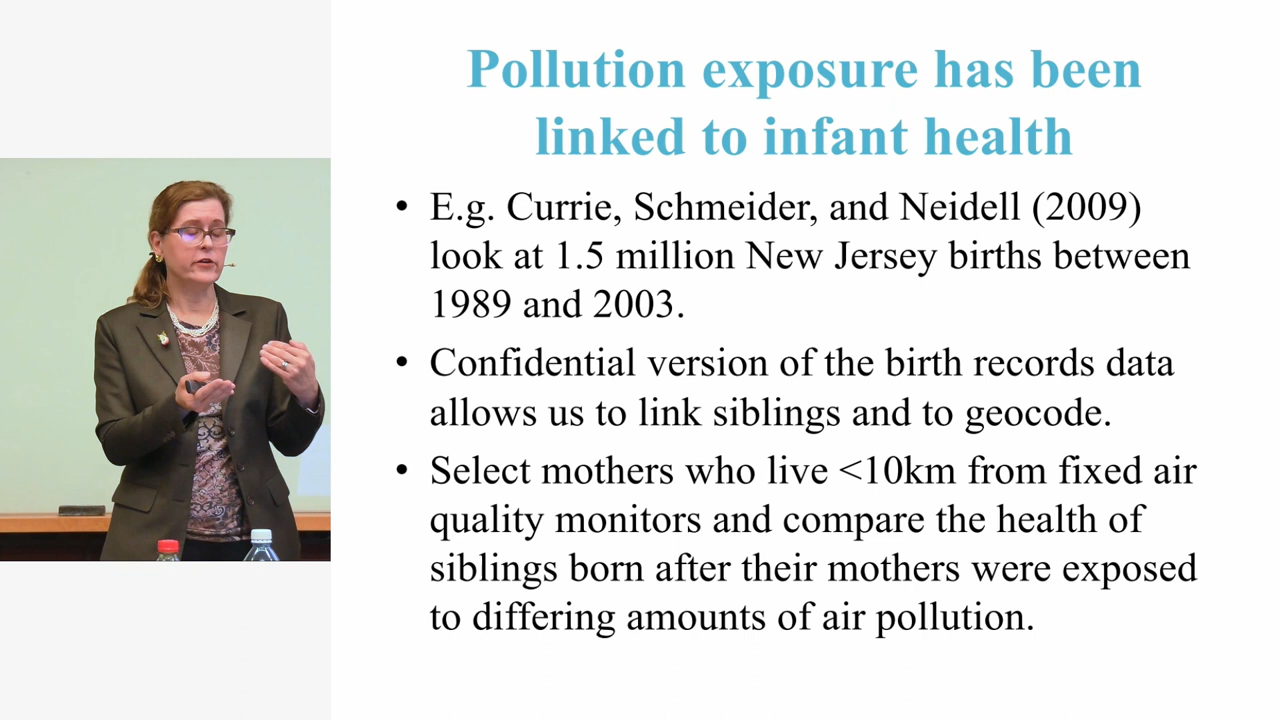 Pollution exposure has been
linked to infant health
• E.g. Currie, Schmeider, and Neidell (2009)
look at 1.5 million New Jersey births between
1989 and 2003.
• Confidential version of the birth records data
allows us to link siblings and to geocode.
• Select mothers who live <10km from fixed air
quality monitors and compare the health of
siblings born after their mothers were exposed
to differing amounts of air pollution.